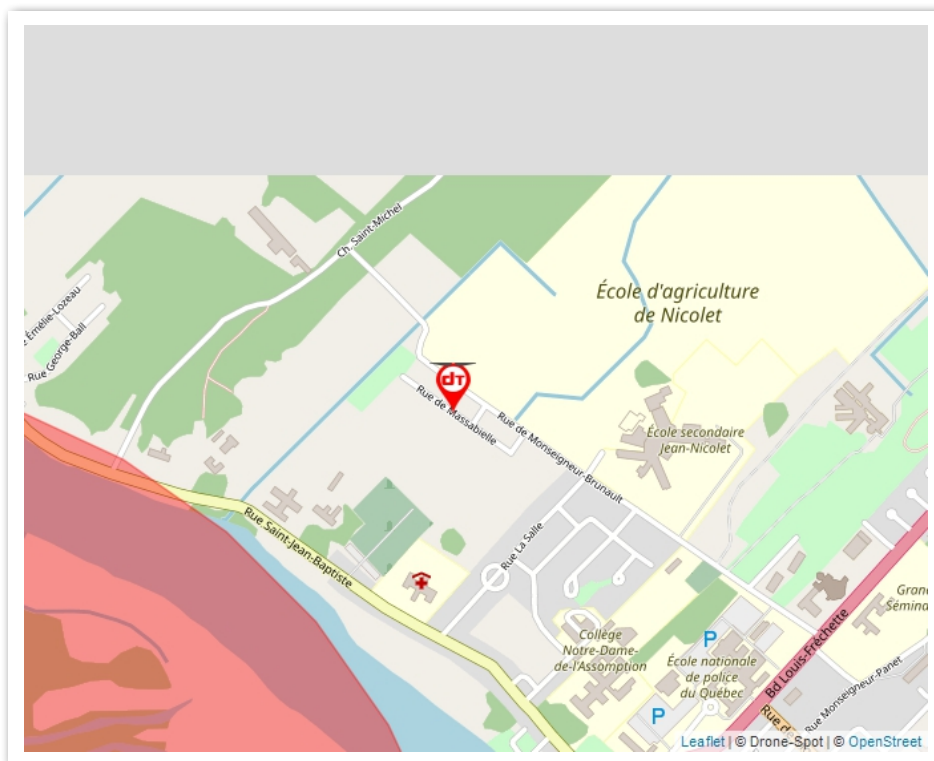 Ch. Saint-Michel
École d'agriculture
de Nicolet
Émélie-Lozeau
Rue George-Ball
dT
Rue de Massabielle
Rue de Monseigneur-Brunault
École secondaire
Jean-Nicolet
Rue Saint-Jean-Baptiste
Rue La Salle
Grand
Sémina
Collège
Notre-Dame-
de-l'Assomption
P
École nationale
de police
du Québec
Bd Louis-Fréchette
Rue Monseigneur-Panet
P
Rue d
Leaflet | © Drone-Spot | © OpenStreet